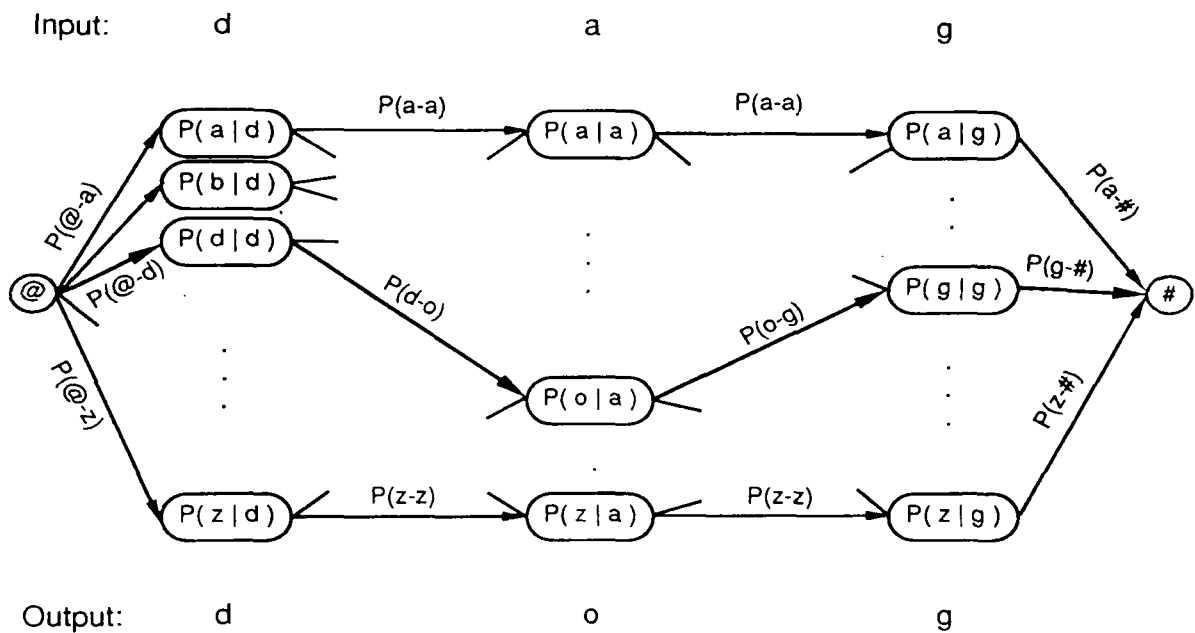 Input: d a g
P(a-a) P(a-a)
P(a|d) P(a|a) P(a|g)
P(@-a) P(b|d) P(a-#)
P(d|d)
@ P(@-d) P(d-o) P(o-g) P(g|g) P(g-#) #
P(@-z) P(o|a) P(z-#)
P(z-z) P(z-z)
P(z|d) P(z|a) P(z|g)
Output: d o g